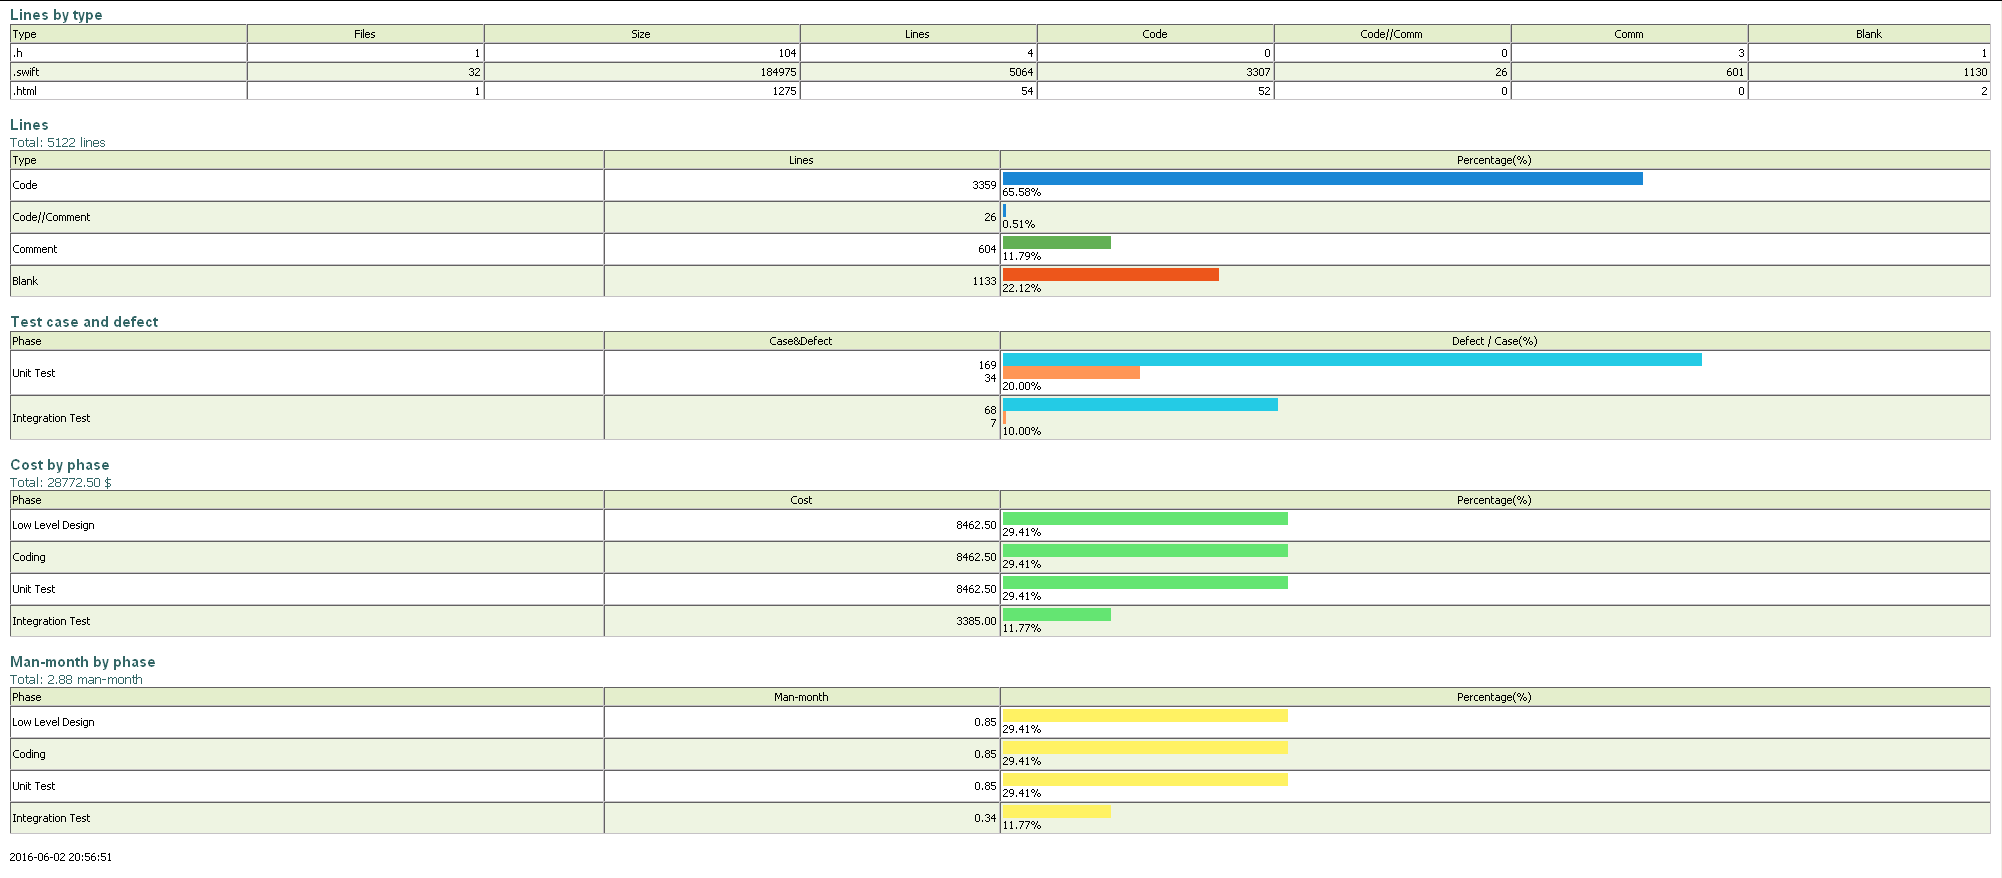 Lines by type
Type Files Size Lines Code Code//Comm Comm Blank
.h 1 104 4 0 0 3 1
.swift 32 184975 5064 3307 26 601 1130
.html 1 1275 54 52 0 0 2
Lines
Total: 5122 lines
Type Lines Percentage(%)
Code 3359 65.58%
Code//Comment 26 0.51%
Comment 604 11.79%
Blank 1133 22.12%
Test case and defect
Phase Case&Defect Defect / Case(%)
Unit Test 169 34 20.00%
Integration Test 68 7 10.00%
Cost by phase
Total: 28772.50 $
Phase Cost Percentage(%)
Low Level Design 8462.50 29.41%
Coding 8462.50 29.41%
Unit Test 8462.50 29.41%
Integration Test 3385.00 11.77%
Man-month by phase
Total: 2.88 man-month
Phase Man-month Percentage(%)
Low Level Design 0.85 29.41%
Coding 0.85 29.41%
Unit Test 0.85 29.41%
Integration Test 0.34 11.77%
2016-06-02 20:56:51